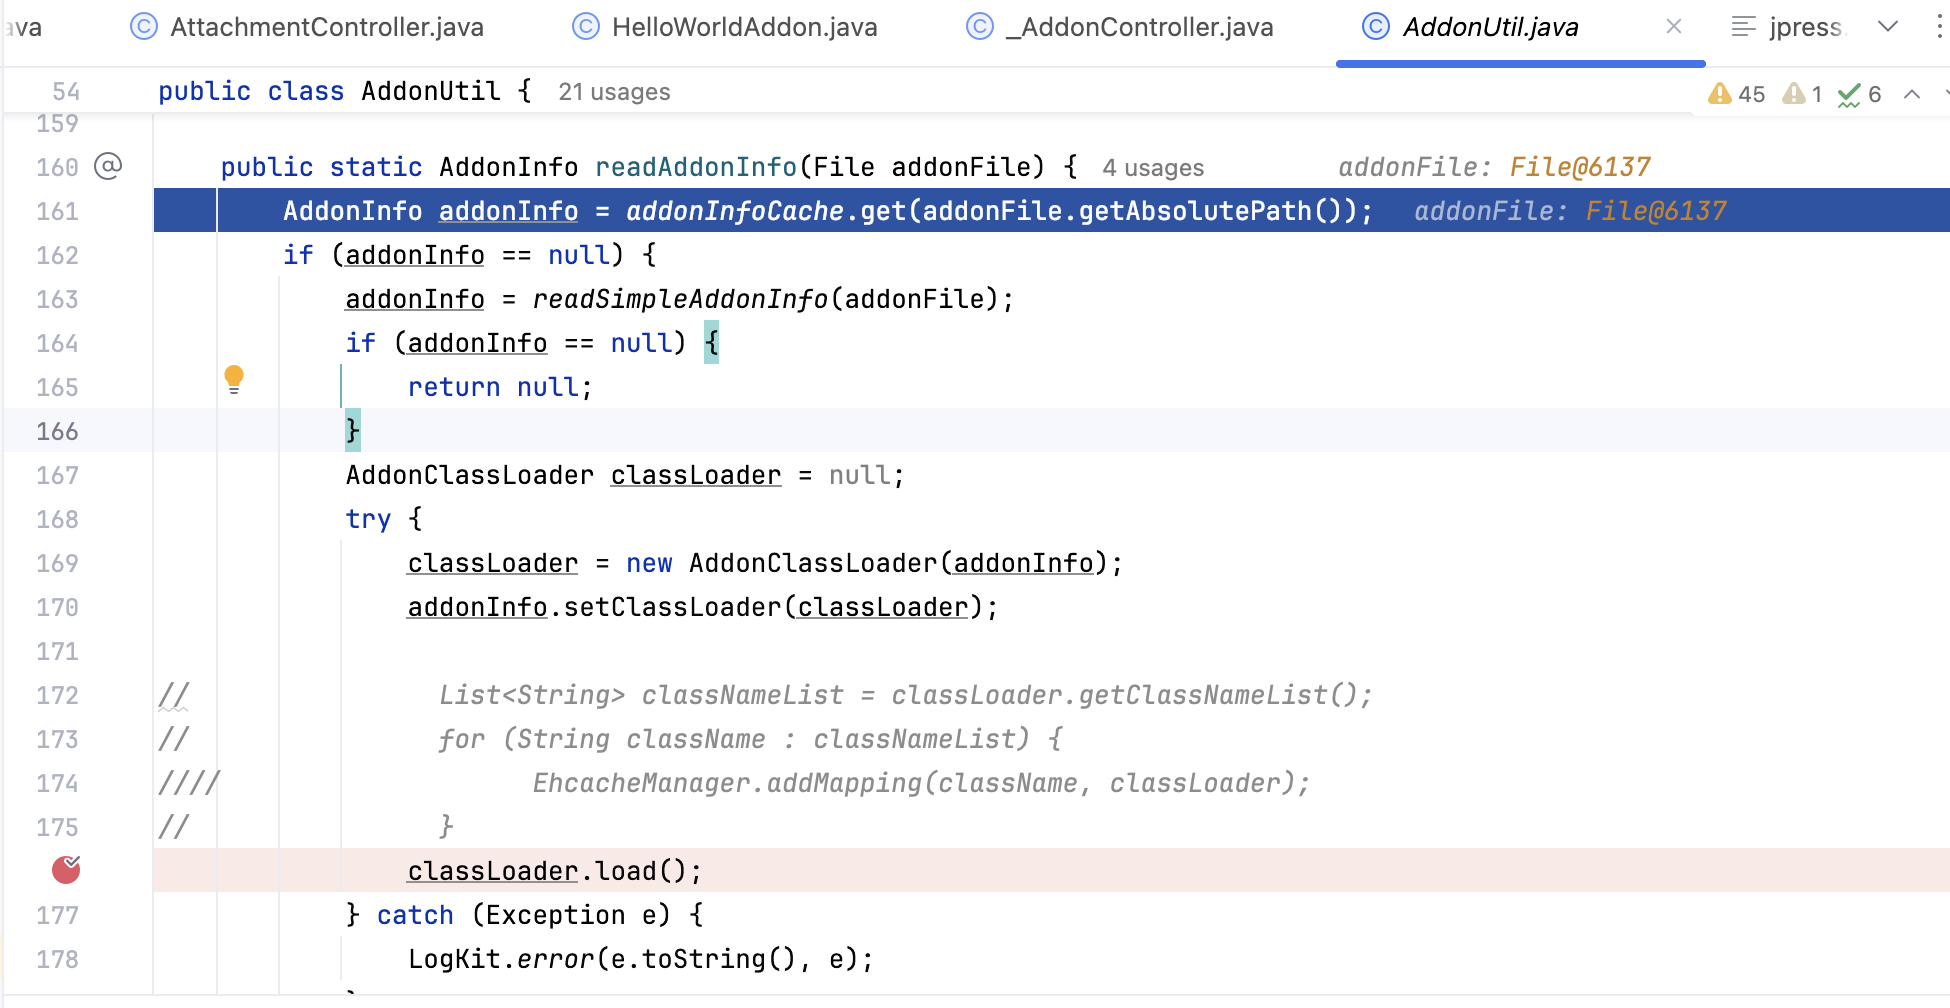 ava AttachmentController.java HelloWorldAddon.java _AddonController.java AddonUtil.java jpress.
54 public class AddonUtil { 21 usages 45 1 6
159
160 public static AddonInfo readAddonInfo(File addonFile) { 4 usages addonFile: File@6137
161 AddonInfo addonInfo = addonInfoCache.get(addonFile.getAbsolutePath()); addonFile: File@6137
162 if (addonInfo == null) {
163 addonInfo = readSimpleAddonInfo(addonFile);
164 if (addonInfo == null) {
165 return null;
166 }
167 AddonClassLoader classLoader = null;
168 try {
169 classLoader = new AddonClassLoader(addonInfo);
170 addonInfo.setClassLoader(classLoader);
171
172 // List<String> classNameList = classLoader.getClassNameList();
173 // for (String className : classNameList) {
174 //// EhcacheManager.addMapping(className, classLoader);
175 // }
classLoader.load();
177 } catch (Exception e) {
178 LogKit.error(e.toString(), e);